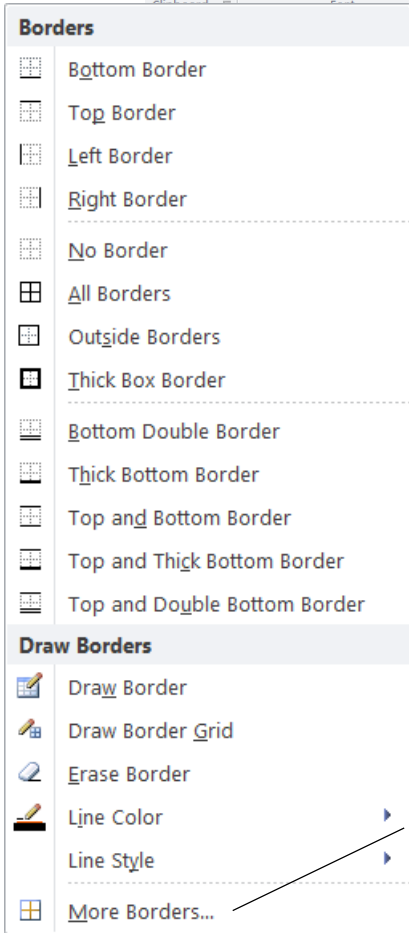 Borders
Bottom Border
Top Border
Left Border
Right Border
No Border
All Borders
Outside Borders
Thick Box Border
Bottom Double Border
Thick Bottom Border
Top and Bottom Border
Top and Thick Bottom Border
Top and Double Bottom Border
Draw Borders
Draw Border
Draw Border Grid
Erase Border
Line Color
Line Style
More Borders...